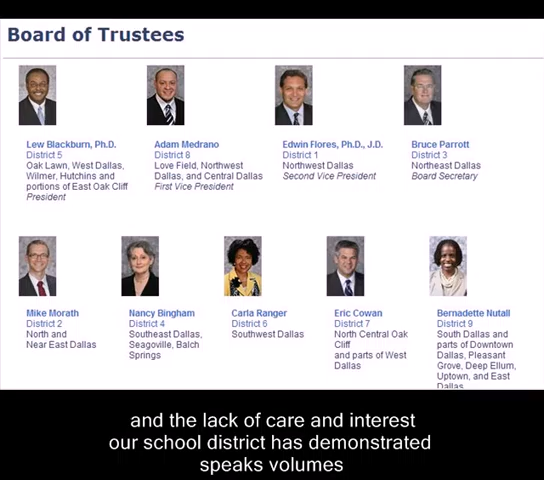 Board of Trustees
Lew Blackburn, Ph.D.
District 5
Oak Lawn, West Dallas,
Wilmer, Hutchins and
portions of East Oak Cliff
President
Adam Medrano
District 8
Love Field, Northwest
Dallas, and Central Dallas
First Vice President
Edwin Flores, Ph.D., J.D.
District 1
Northwest Dallas
Second Vice President
Bruce Parrott
District 3
Northeast Dallas
Board Secretary
Mike Morath
District 2
North and
Near East Dallas
Nancy Bingham
District 4
Southeast Dallas,
Seagoville, Balch
Springs
Carla Ranger
District 6
Southwest Dallas
Eric Cowan
District 7
North Central Oak
Cliff
and parts of West
Dallas
Bernadette Nutall
District 9
South Dallas and
parts of Downtown
Dallas, Pleasant
Grove, Deep Ellum,
Uptown, and East
Dallas
and the lack of care and interest
our school district has demonstrated
speaks volumes